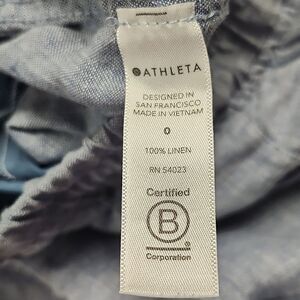 ATHLETA
DESIGNED IN
SAN FRANCISCO
MADE IN VIETNAM
0
100% LINEN
RN 54023
Certified
B
Corporation